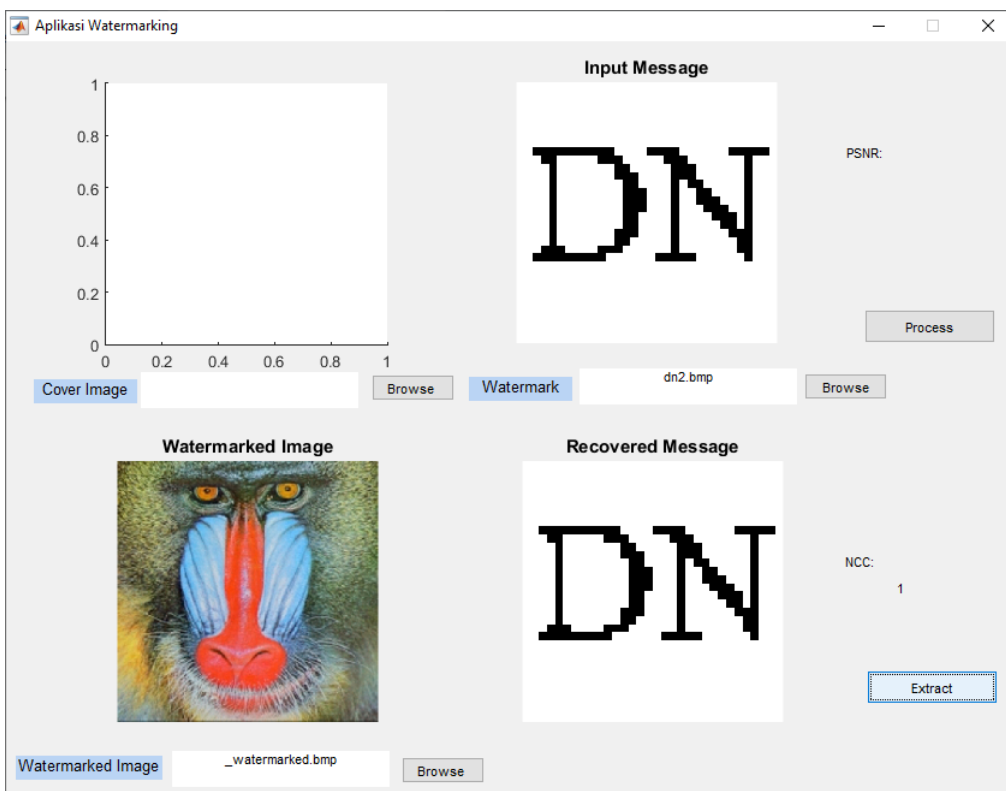 Aplikasi Watermarking
Input Message
1
0.8
0.6
0.4
0.2
0
0 0.2 0.4 0.6 0.8 1
DN
PSNR:
Process
Cover Image
Browse
Watermark
dn2.bmp
Browse
Watermarked Image
Recovered Message
DN
NCC:
1
Extract
Watermarked Image
_watermarked.bmp
Browse